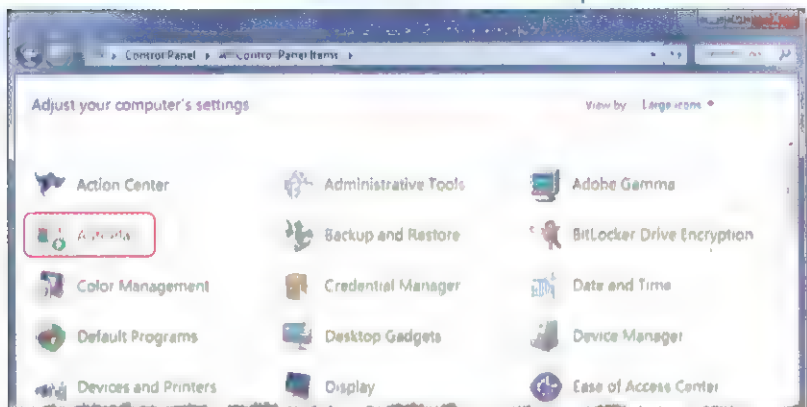 Control Panel ▸ All Control Panel Items ▸
Adjust your computer's settings
View by: Large icons
Action Center
Administrative Tools
Adobe Gamma
Backup and Restore
BitLocker Drive Encryption
Color Management
Credential Manager
Date and Time
Default Programs
Desktop Gadgets
Device Manager
Devices and Printers
Display
Ease of Access Center